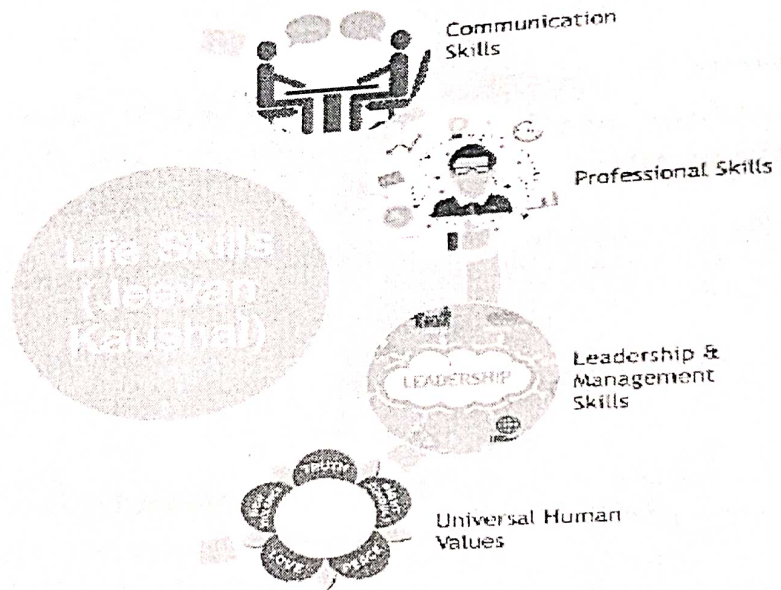 Communication
Skills
Professional Skills
Life Skills
(Jeevan
Kaushal)
LEADERSHIP
Leadership &
Management
Skills
TRUTH
LOVE
PEACE
Universal Human
Values